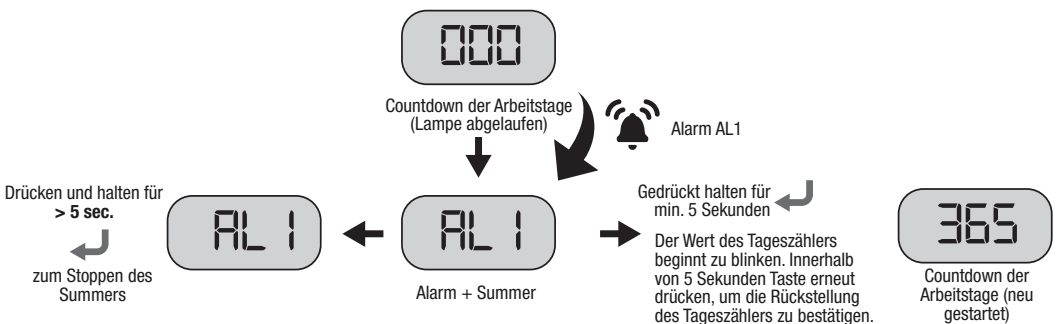 000
Countdown der Arbeitstage
(Lampe abgelaufen)
Alarm AL1
Drücken und halten für
> 5 sec.
zum Stoppen des
Summers
AL1
AL1
Alarm + Summer
Gedrückt halten für
min. 5 Sekunden
Der Wert des Tageszählers
beginnt zu blinken. Innerhalb
von 5 Sekunden Taste erneut
drücken, um die Rückstellung
des Tageszählers zu bestätigen.
365
Countdown der
Arbeitstage (neu
gestartet)